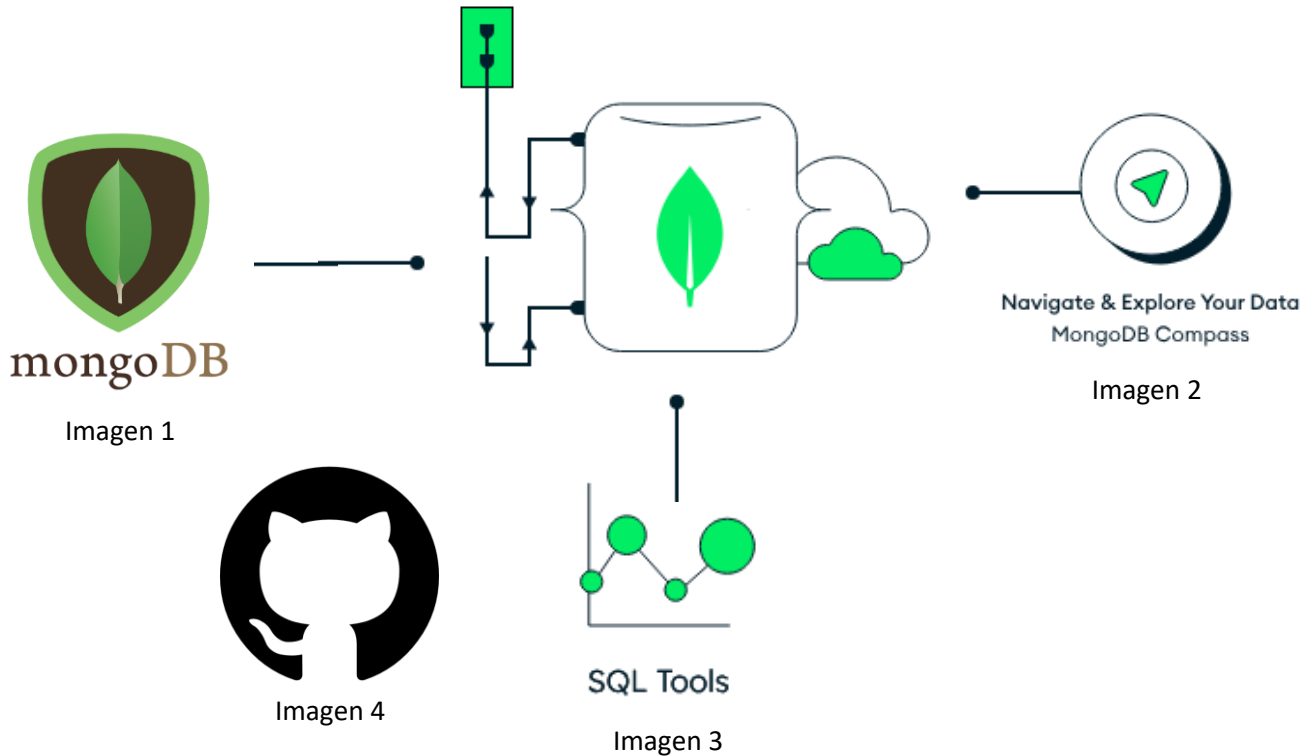 mongoDB
Imagen 1
Navigate & Explore Your Data
MongoDB Compass
Imagen 2
Imagen 4
SQL Tools
Imagen 3